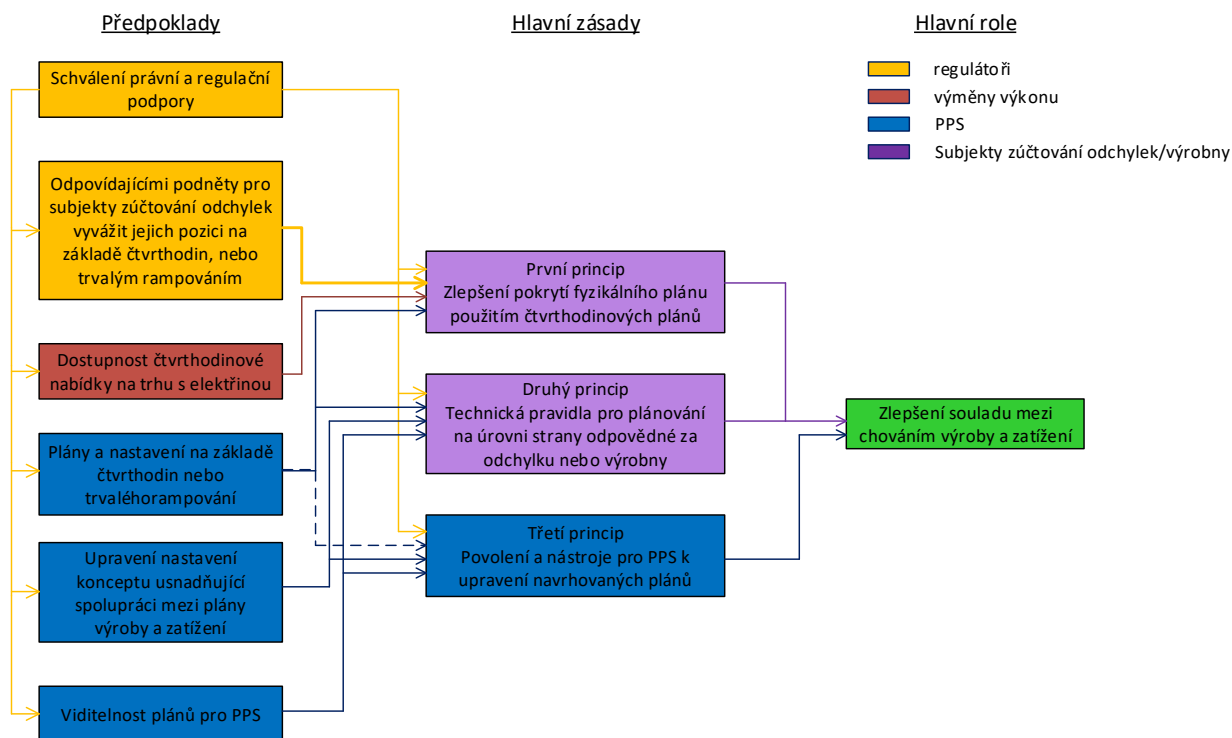 Předpoklady
Schválení právní a regulační
podpory
Odpovídajícími podněty pro
subjekty zúčtování odchylek
vyvážit jejich pozici na
základě čtvrthodin, nebo
trvalým rampováním
Dostupnost čtvrthodinové
nabídky na trhu s elektřinou
Plány a nastavení na základě
čtvrthodin nebo
trvaléhorampování
Upravení nastavení
konceptu usnadňující
spolupráci mezi plány
výroby a zatížení
Viditelnost plánů pro PPS
Hlavní zásady
První princip
Zlepšení pokrytí fyzikálního plánu
použitím čtvrthodinových plánů
Druhý princip
Technická pravidla pro plánování
na úrovni strany odpovědné za
odchylku nebo výrobny
Třetí princip
Povolení a nástroje pro PPS k
upravení navrhovaných plánů
Hlavní role
regulátoři
výměny výkonu
PPS
Subjekty zúčtování odchylek/výrobny
Zlepšení souladu mezi
chováním výroby a zatížení